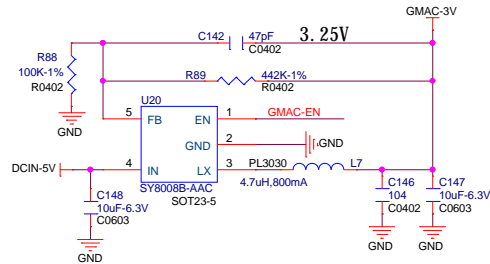 GMAC-3V
C142
47pF
C0402
3.25V
R88
100K-1%
R0402
R89
442K-1%
R0402
GND
U20
5
FB
EN
1
GMAC-EN
GND
2
GND
DCIN-5V
4
IN
LX
3
PL3030
L7
SY8008B-AAC
SOT23-5
4.7uH,800mA
C148
10uF-6.3V
C0603
GND
C146
104
C0402
GND
C147
10uF-6.3V
C0603
GND